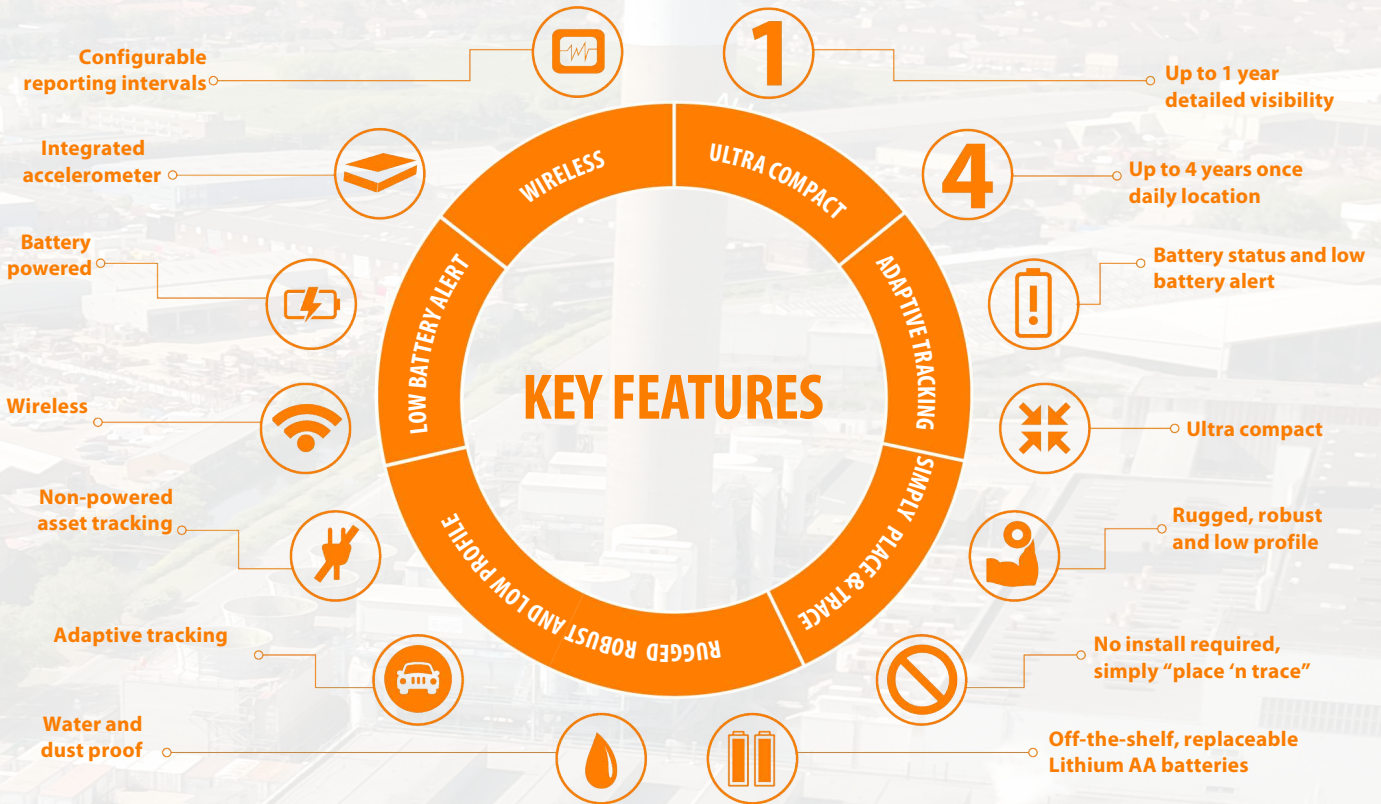 Configurable
reporting intervals
Integrated
accelerometer
Battery
powered
Wireless
Non-powered
asset tracking
Adaptive tracking
Water and
dust proof
1
Up to 1 year
detailed visibility
4
Up to 4 years once
daily location
Battery status and low
battery alert
Ultra compact
Rugged, robust
and low profile
No install required,
simply “place ‘n trace”
Off-the-shelf, replaceable
Lithium AA batteries
WIRELESS
ULTRA COMPACT
ADAPTIVE TRACKING
SIMPLY PLACE & TRACE
RUGGED ROBUST AND LOW PROFILE
LOW BATTERY ALERT
KEY FEATURES